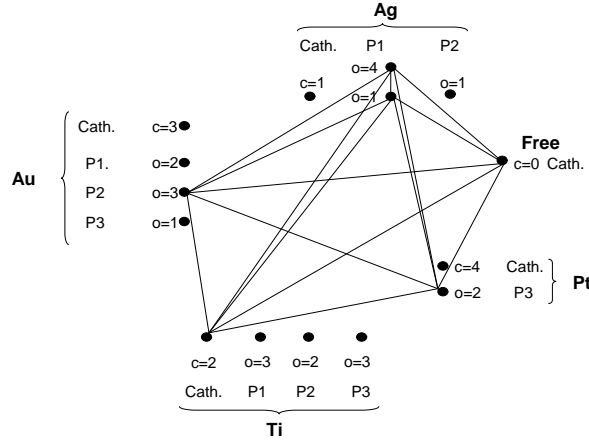 Ag
Cath. P1 P2
o=4
c=1 o=1 o=1
Cath. c=3
Free
P1. o=2 c=0 Cath.
Au
P2 o=3
P3 o=1
c=4 Cath.
Pt
o=2 P3
c=2 o=3 o=2 o=3
Cath. P1 P2 P3
Ti